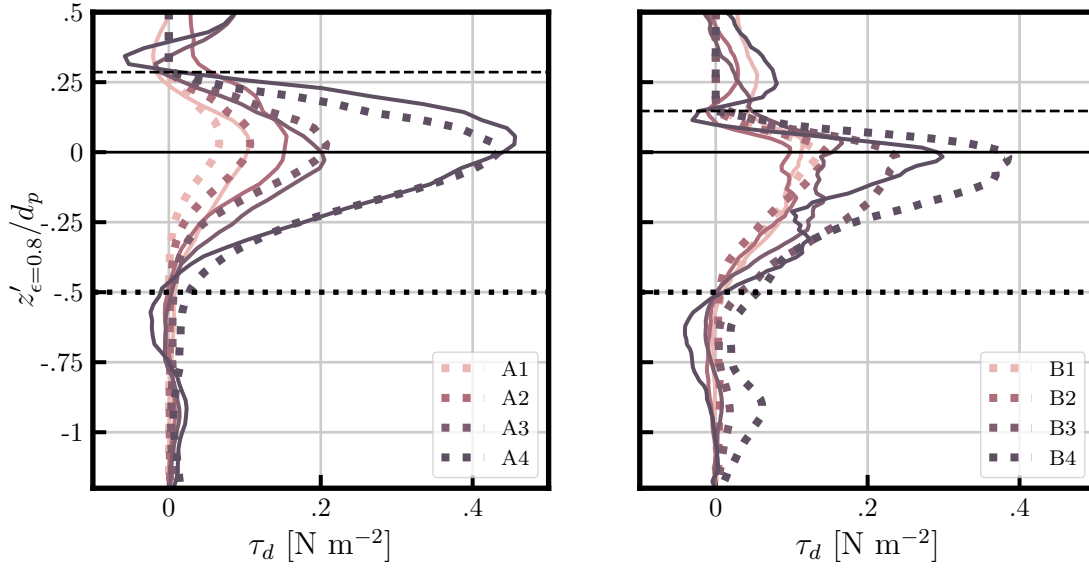 .5
.25
0
-.25
-.5
-.75
-1
z′ϵ=0.8/dp
0
.2
.4
τd [N m−2]
A1
A2
A3
A4
0
.2
.4
τd [N m−2]
B1
B2
B3
B4